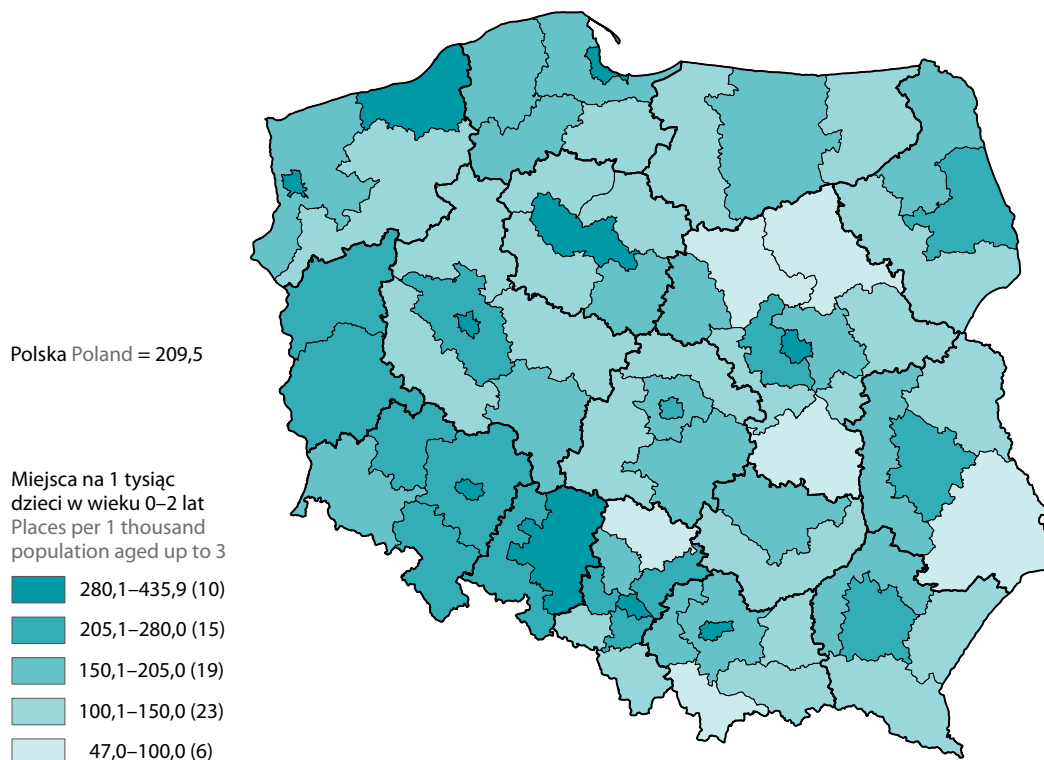 Polska Poland = 209,5
Miejsca na 1 tysiąc
dzieci w wieku 0–2 lat
Places per 1 thousand
population aged up to 3
280,1–435,9 (10)
205,1–280,0 (15)
150,1–205,0 (19)
100,1–150,0 (23)
47,0–100,0 (6)